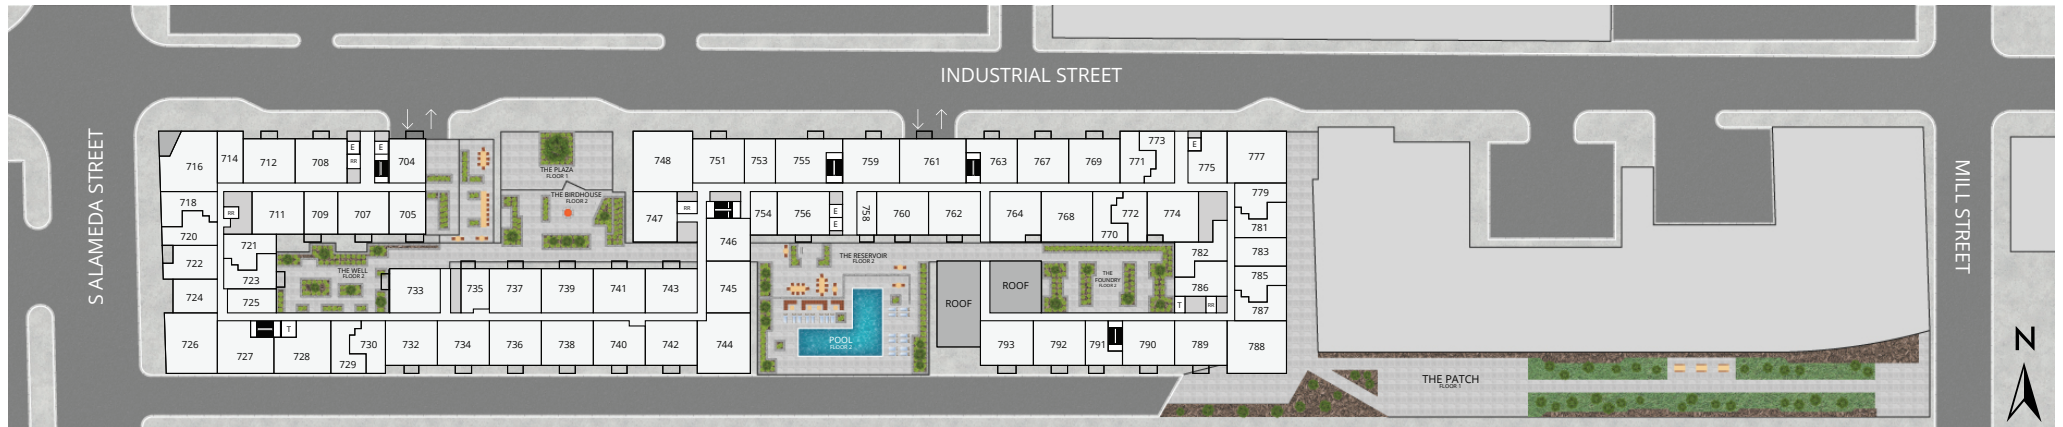 INDUSTRIAL STREET
S ALAMEDA STREET
MILL STREET
N
716
714
712
708
E
RR
E
704
718
720
RR
711
709
707
705
722
721
723
724
725
726
727
T
728
729
730
732
734
736
738
740
742
744
733
735
737
739
741
743
745
746
747
RR
748
751
753
755
759
761
763
767
769
771
773
E
775
777
754
756
E
E
758
760
762
764
768
770
772
774
779
781
782
783
785
786
T
RR
787
793
792
791
790
789
788
THE PLAZA
FLOOR 1
THE BIRDHOUSE
FLOOR 2
THE WELL
FLOOR 2
THE RESERVOIR
FLOOR 2
POOL
FLOOR 2
ROOF
ROOF
THE
FOUNDRY
FLOOR 2
THE PATCH
FLOOR 1